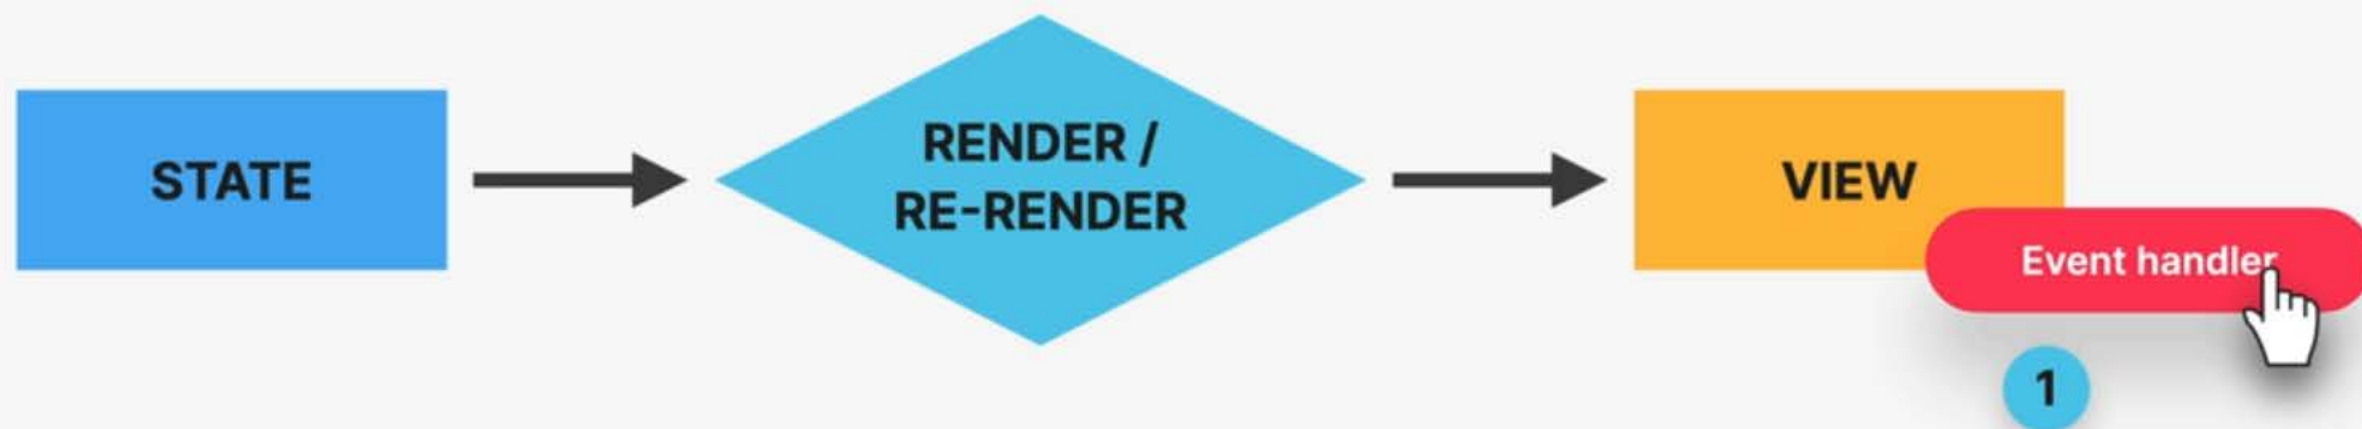 STATE
RENDER /
RE-RENDER
VIEW
Event handler
1